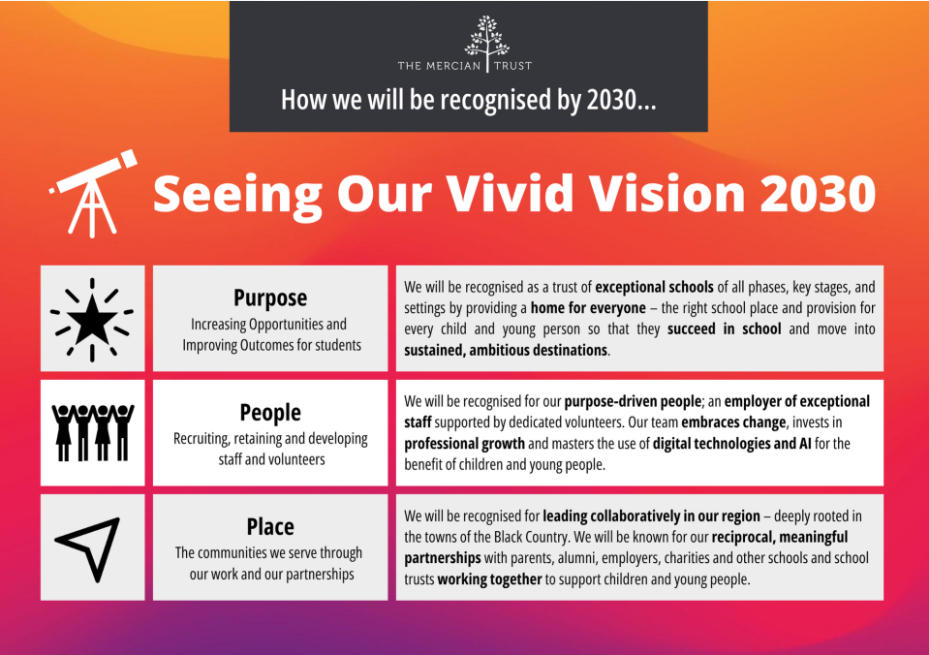 THE MERCIAN TRUST
How we will be recognised by 2030...
Seeing Our Vivid Vision 2030
Purpose
Increasing Opportunities and
Improving Outcomes for students
We will be recognised as a trust of exceptional schools of all phases, key stages, and
settings by providing a home for everyone – the right school place and provision for
every child and young person so that they succeed in school and move into
sustained, ambitious destinations.
People
Recruiting, retaining and developing
staff and volunteers
We will be recognised for our purpose-driven people; an employer of exceptional
staff supported by dedicated volunteers. Our team embraces change, invests in
professional growth and masters the use of digital technologies and AI for the
benefit of children and young people.
Place
The communities we serve through
our work and our partnerships
We will be recognised for leading collaboratively in our region – deeply rooted in
the towns of the Black Country. We will be known for our reciprocal, meaningful
partnerships with parents, alumni, employers, charities and other schools and school
trusts working together to support children and young people.